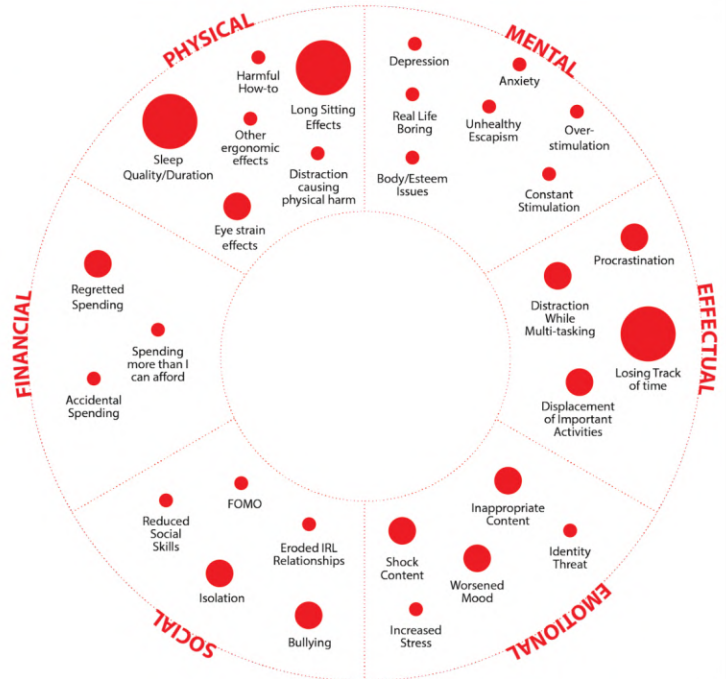 PHYSICAL
Harmful
How-to
Long Sitting
Effects
Sleep
Quality/Duration
Other
ergonomic
effects
Distraction
causing
physical harm
Eye strain
effects
MENTAL
Depression
Anxiety
Real Life
Boring
Unhealthy
Escapism
Over-
stimulation
Body/Esteem
Issues
Constant
Stimulation
EFFECTUAL
Procrastination
Distraction
While
Multi-tasking
Losing Track
of time
Displacement
of Important
Activities
EMOTIONAL
Inappropriate
Content
Identity
Threat
Shock
Content
Worsened
Mood
Increased
Stress
SOCIAL
FOMO
Reduced
Social
Skills
Eroded IRL
Relationships
Isolation
Bullying
FINANCIAL
Regretted
Spending
Spending
more than I
can afford
Accidental
Spending